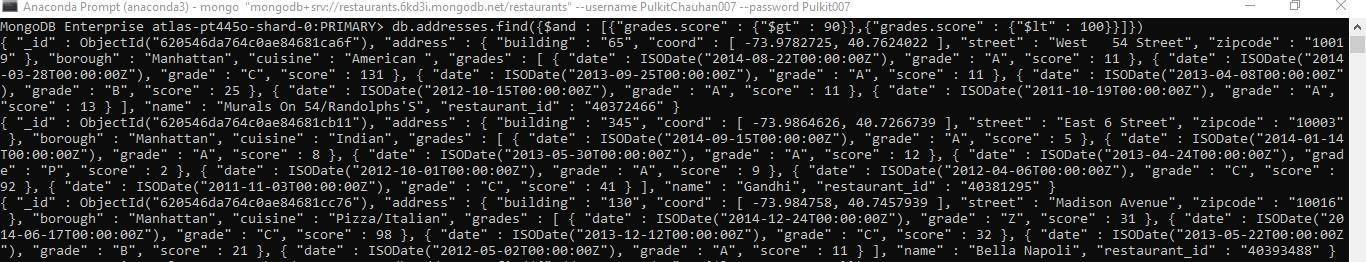 Anaconda Prompt (anaconda3) - mongo "mongodb+srv://restaurants.6kd3i.mongodb.net/restaurants" --username PulkitChauhan007 --password Pulkit007
MongoDB Enterprise atlas-pt445o-shard-0:PRIMARY> db.addresses.find({$and : [{"grades.score" : {"$gt" : 90}},{"grades.score" : {"$lt" : 100}}]})
{ "_id" : ObjectId("620546da764c0ae84681ca6f"), "address" : { "building" : "65", "coord" : [ -73.9782725, 40.7624022 ], "street" : "West   54 Street", "zipcode" : "1001
9" }, "borough" : "Manhattan", "cuisine" : "American ", "grades" : [ { "date" : ISODate("2014-08-22T00:00:00Z"), "grade" : "A", "score" : 11 }, { "date" : ISODate("2014
-03-28T00:00:00Z"), "grade" : "C", "score" : 131 }, { "date" : ISODate("2013-09-25T00:00:00Z"), "grade" : "A", "score" : 11 }, { "date" : ISODate("2013-04-08T00:00:00Z"
), "grade" : "B", "score" : 25 }, { "date" : ISODate("2012-10-15T00:00:00Z"), "grade" : "A", "score" : 11 }, { "date" : ISODate("2011-10-19T00:00:00Z"), "grade" : "A",
"score" : 13 } ], "name" : "Murals On 54/Randolphs'S", "restaurant_id" : "40372466" }
{ "_id" : ObjectId("620546da764c0ae84681cb11"), "address" : { "building" : "345", "coord" : [ -73.9864626, 40.7266739 ], "street" : "East 6 Street", "zipcode" : "10003"
 }, "borough" : "Manhattan", "cuisine" : "Indian", "grades" : [ { "date" : ISODate("2014-09-15T00:00:00Z"), "grade" : "A", "score" : 5 }, { "date" : ISODate("2014-01-14
T00:00:00Z"), "grade" : "A", "score" : 8 }, { "date" : ISODate("2013-05-30T00:00:00Z"), "grade" : "A", "score" : 12 }, { "date" : ISODate("2013-04-24T00:00:00Z"), "grad
e" : "P", "score" : 2 }, { "date" : ISODate("2012-10-01T00:00:00Z"), "grade" : "A", "score" : 9 }, { "date" : ISODate("2012-04-06T00:00:00Z"), "grade" : "C", "score" :
92 }, { "date" : ISODate("2011-11-03T00:00:00Z"), "grade" : "C", "score" : 41 } ], "name" : "Gandhi", "restaurant_id" : "40381295" }
{ "_id" : ObjectId("620546da764c0ae84681cc76"), "address" : { "building" : "130", "coord" : [ -73.984758, 40.7457939 ], "street" : "Madison Avenue", "zipcode" : "10016"
 }, "borough" : "Manhattan", "cuisine" : "Pizza/Italian", "grades" : [ { "date" : ISODate("2014-12-24T00:00:00Z"), "grade" : "Z", "score" : 31 }, { "date" : ISODate("20
14-06-17T00:00:00Z"), "grade" : "C", "score" : 98 }, { "date" : ISODate("2013-12-12T00:00:00Z"), "grade" : "C", "score" : 32 }, { "date" : ISODate("2013-05-22T00:00:00Z
"), "grade" : "B", "score" : 21 }, { "date" : ISODate("2012-05-02T00:00:00Z"), "grade" : "A", "score" : 11 } ], "name" : "Bella Napoli", "restaurant_id" : "40393488" }